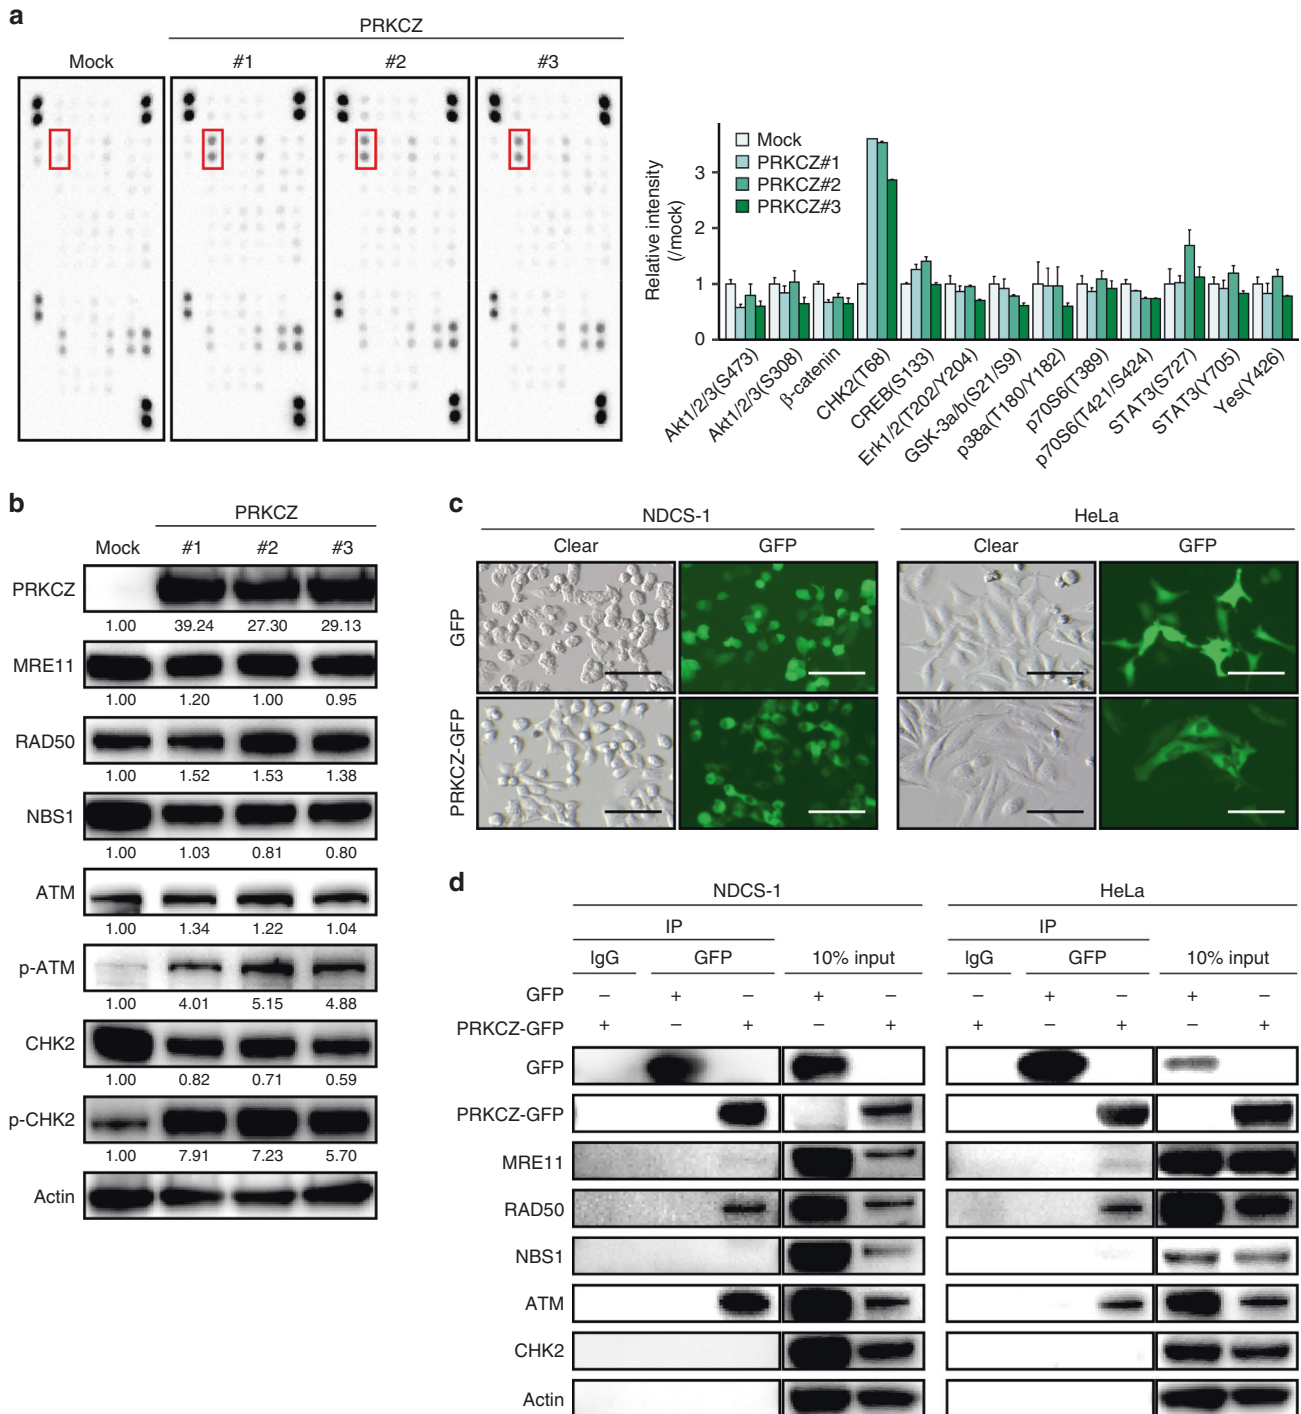 a
PRKCZ
Mock #1 #2 #3
Relative intensity
(/mock)
3
2
1
0
Mock
PRKCZ#1
PRKCZ#2
PRKCZ#3
Akt1/2/3(S473)
Akt1/2/3(S308)
β-catenin
CHK2(T68)
CREB(S133)
Erk1/2(T202/Y204)
GSK-3a/b(S21/S9)
p38a(T180/Y182)
p70S6(T389)
p70S6(T421/S424)
STAT3(S727)
STAT3(Y705)
Yes(Y426)
b
PRKCZ
Mock #1 #2 #3
PRKCZ
1.00 39.24 27.30 29.13
MRE11
1.00 1.20 1.00 0.95
RAD50
1.00 1.52 1.53 1.38
NBS1
1.00 1.03 0.81 0.80
ATM
1.00 1.34 1.22 1.04
p-ATM
1.00 4.01 5.15 4.88
CHK2
1.00 0.82 0.71 0.59
p-CHK2
1.00 7.91 7.23 5.70
Actin
c
NDCS-1 HeLa
Clear GFP Clear GFP
GFP
PRKCZ-GFP
d
NDCS-1 HeLa
IP IP
IgG GFP 10% input IgG GFP 10% input
GFP – + – + – – + – + –
PRKCZ-GFP + – + – + + – + – +
GFP
PRKCZ-GFP
MRE11
RAD50
NBS1
ATM
CHK2
Actin